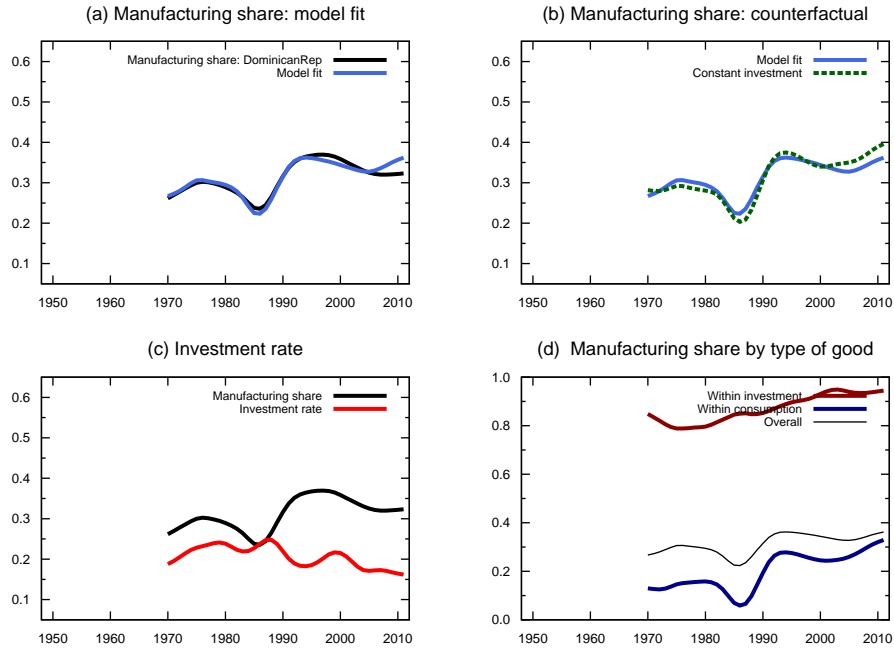 (a) Manufacturing share: model fit
Manufacturing share: DominicanRep
Model fit
0.6
0.5
0.4
0.3
0.2
0.1
1950 1960 1970 1980 1990 2000 2010
(b) Manufacturing share: counterfactual
Model fit
Constant investment
0.6
0.5
0.4
0.3
0.2
0.1
1950 1960 1970 1980 1990 2000 2010
(c) Investment rate
Manufacturing share
Investment rate
0.6
0.5
0.4
0.3
0.2
0.1
1950 1960 1970 1980 1990 2000 2010
(d) Manufacturing share by type of good
Within investment
Within consumption
Overall
1.0
0.8
0.6
0.4
0.2
0.0
1950 1960 1970 1980 1990 2000 2010